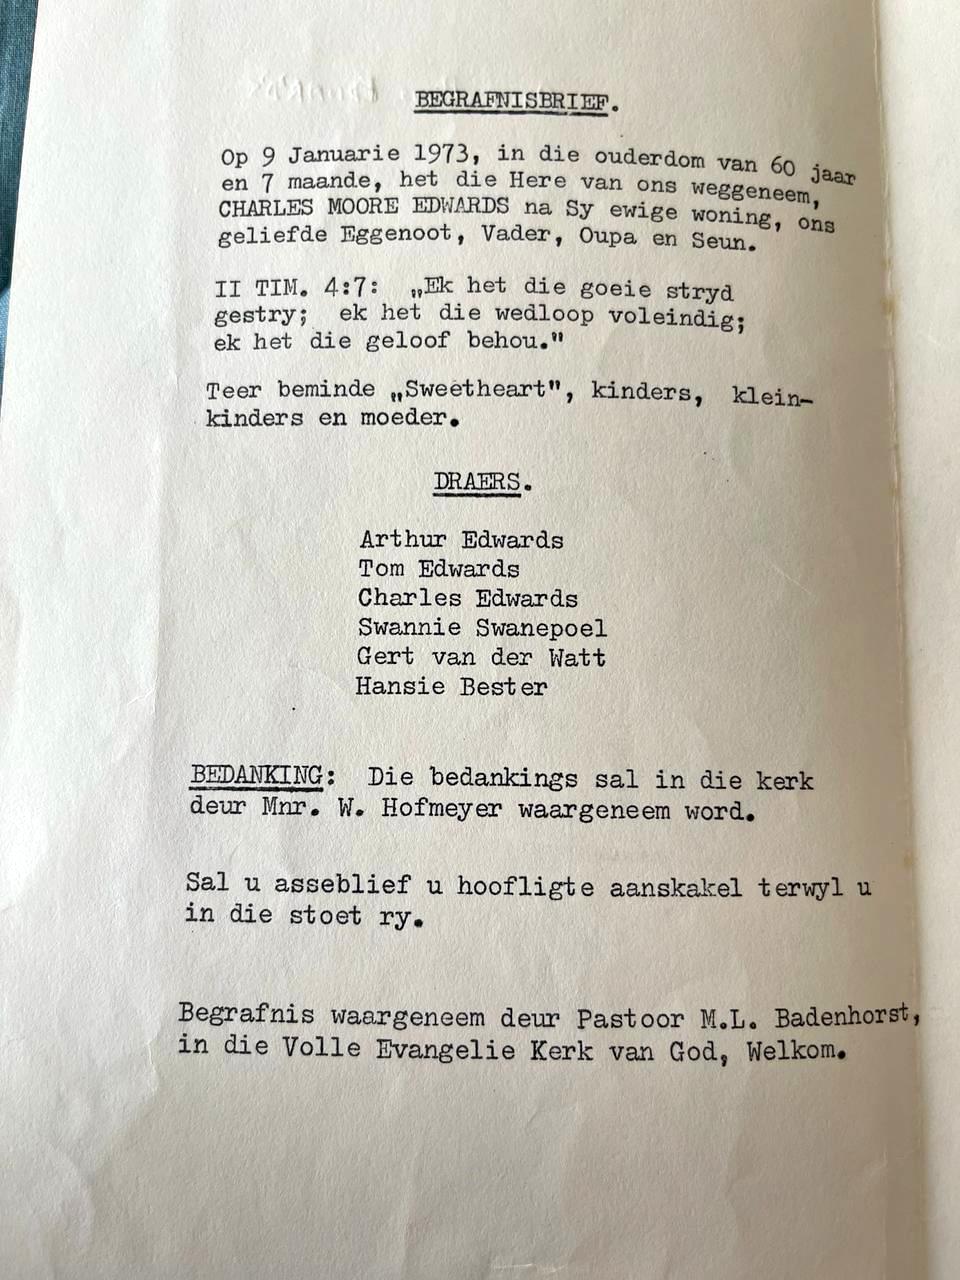 BEGRAFNISBRIEF.
Op 9 Januarie 1973, in die ouderdom van 60 jaar
en 7 maande, het die Here van ons weggeneem,
CHARLES MOORE EDWARDS na Sy ewige woning, ons
geliefde Eggenoot, Vader, Oupa en Seun.
II TIM. 4:7: „Ek het die goeie stryd
gestry; ek het die wedloop voleindig;
ek het die geloof behou."
Teer beminde „Sweetheart", kinders, klein-
kinders en moeder.
DRAERS.
Arthur Edwards
Tom Edwards
Charles Edwards
Swannie Swanepoel
Gert van der Watt
Hansie Bester
BEDANKING: Die bedankings sal in die kerk
deur Mnr. W. Hofmeyer waargeneem word.
Sal u asseblief u hoofligte aanskakel terwyl u
in die stoet ry.
Begrafnis waargeneem deur Pastoor M.L. Badenhorst,
in die Volle Evangelie Kerk van God, Welkom.